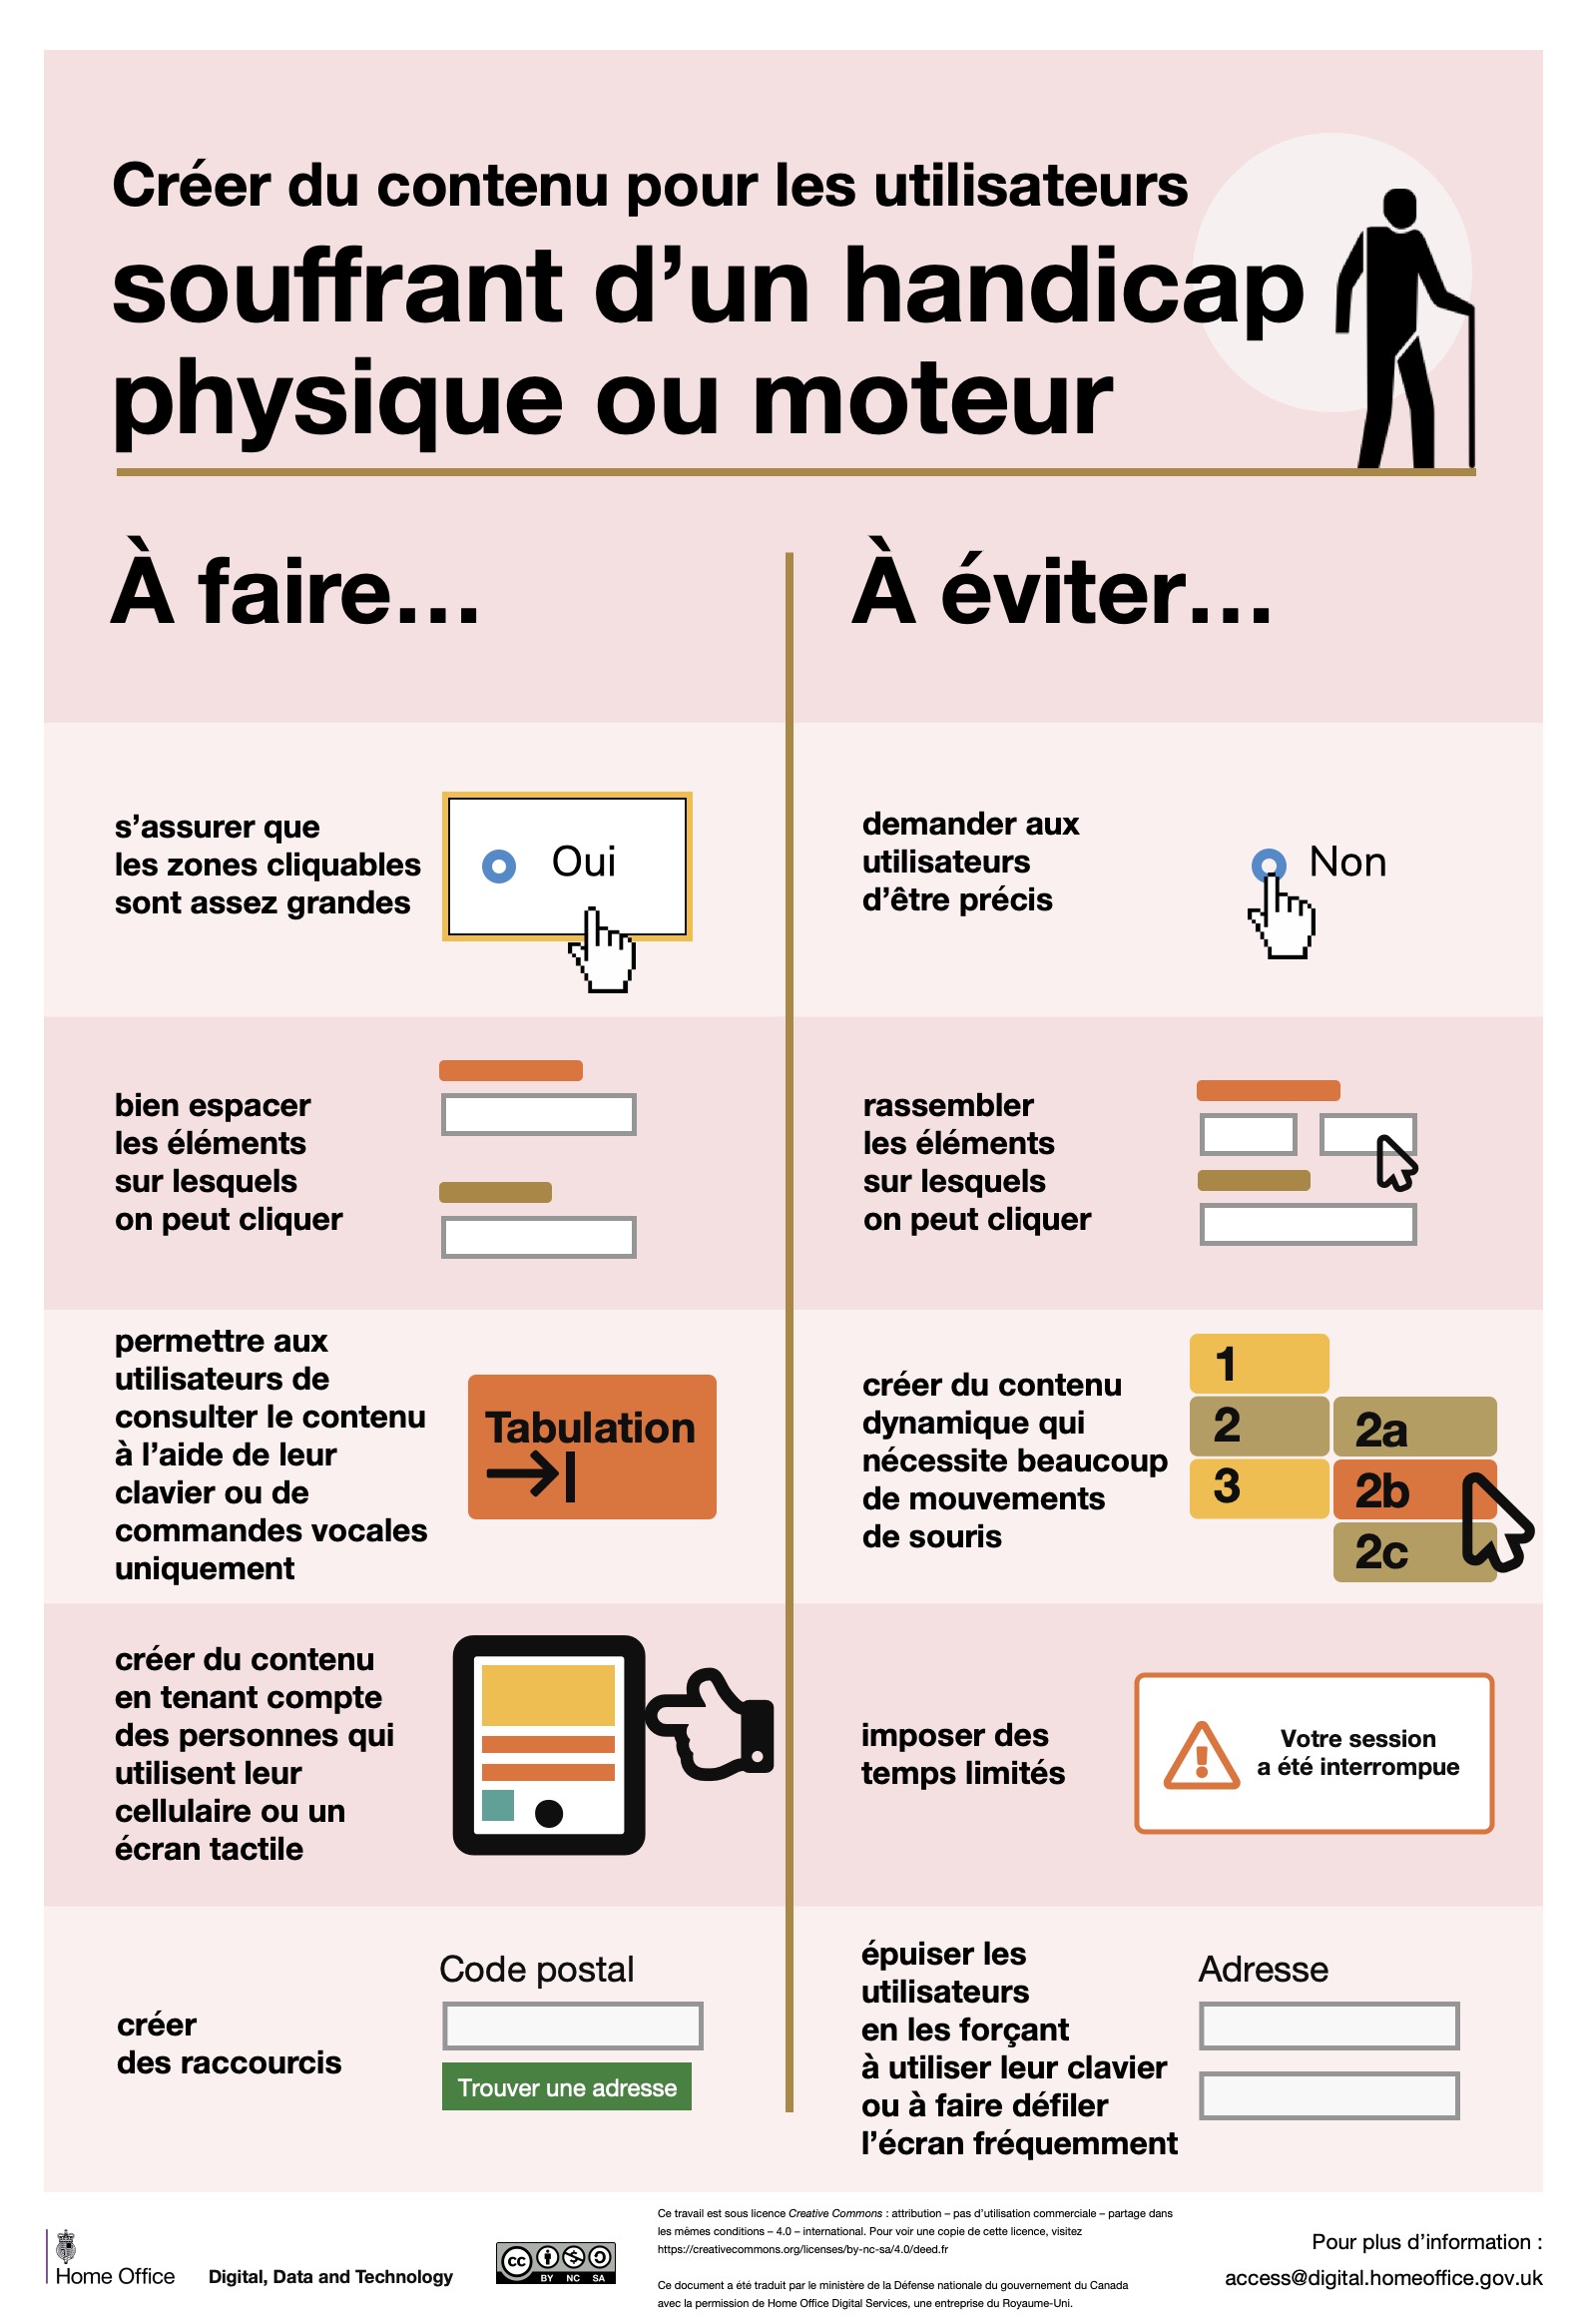 Créer du contenu pour les utilisateurs
souffrant d’un handicap
physique ou moteur
À faire...
À éviter...
s’assurer que
les zones cliquables
sont assez grandes
Oui
demander aux
utilisateurs
d’être précis
Non
bien espacer
les éléments
sur lesquels
on peut cliquer
rassembler
les éléments
sur lesquels
on peut cliquer
permettre aux
utilisateurs de
consulter le contenu
à l’aide de leur
clavier ou de
commandes vocales
uniquement
Tabulation
créer du contenu
dynamique qui
nécessite beaucoup
de mouvements
de souris
1
2
2a
3
2b
2c
créer du contenu
en tenant compte
des personnes qui
utilisent leur
cellulaire ou un
écran tactile
imposer des
temps limités
Votre session
a été interrompue
créer
des raccourcis
Code postal
Trouver une adresse
épuiser les
utilisateurs
en les forçant
à utiliser leur clavier
ou à faire défiler
l’écran fréquemment
Adresse
Home Office
Digital, Data and Technology
cc
BY NC SA
Ce travail est sous licence Creative Commons : attribution – pas d’utilisation commerciale – partage dans
les mêmes conditions – 4.0 – international. Pour voir une copie de cette licence, visitez
https://creativecommons.org/licenses/by-nc-sa/4.0/deed.fr
Ce document a été traduit par le ministère de la Défense nationale du gouvernement du Canada
avec la permission de Home Office Digital Services, une entreprise du Royaume-Uni.
Pour plus d’information :
access@digital.homeoffice.gov.uk